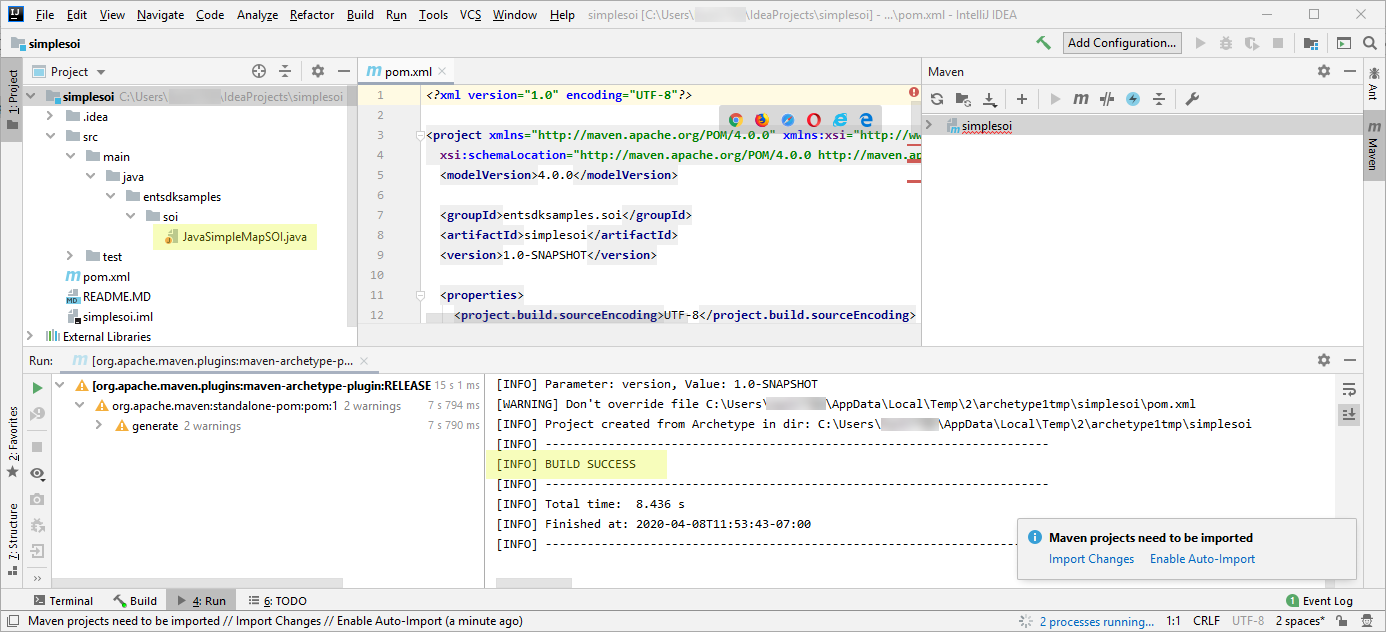 File Edit View Navigate Code Analyze Refactor Build Run Tools VCS Window Help simplesoi [C:\Users\ \IdeaProjects\simplesoi] - ...\pom.xml - IntelliJ IDEA
simplesoi
Add Configuration...
1: Project
Project
simplesoi C:\Users\ \IdeaProjects\simplesoi
.idea
src
main
java
entsdksamples
soi
JavaSimpleMapSOI.java
test
pom.xml
README.MD
simplesoi.iml
External Libraries
pom.xml
1 <?xml version="1.0" encoding="UTF-8"?>
2
3 <project xmlns="http://maven.apache.org/POM/4.0.0" xmlns:xsi="http://ww
4 xsi:schemaLocation="http://maven.apache.org/POM/4.0.0 http://maven.ap
5 <modelVersion>4.0.0</modelVersion>
6
7 <groupId>entsdksamples.soi</groupId>
8 <artifactId>simplesoi</artifactId>
9 <version>1.0-SNAPSHOT</version>
10
11 <properties>
12 <project.build.sourceEncoding>UTF-8</project.build.sourceEncoding>
Maven
simplesoi
Ant
m Maven
Run: [org.apache.maven.plugins:maven-archetype-p...
[org.apache.maven.plugins:maven-archetype-plugin:RELEASE 15 s 1 ms
org.apache.maven:standalone-pom:pom:1 2 warnings 7 s 794 ms
generate 2 warnings 7 s 790 ms
2: Favorites
7: Structure
[INFO] Parameter: version, Value: 1.0-SNAPSHOT
[WARNING] Don't override file C:\Users\ \AppData\Local\Temp\2\archetype1tmp\simplesoi\pom.xml
[INFO] Project created from Archetype in dir: C:\Users\ \AppData\Local\Temp\2\archetype1tmp\simplesoi
[INFO] ------------------------------------------------------------------------
[INFO] BUILD SUCCESS
[INFO] ------------------------------------------------------------------------
[INFO] Total time:  8.436 s
[INFO] Finished at: 2020-04-08T11:53:43-07:00
[INFO] ------------------------------------------------------------------------
Maven projects need to be imported
Import Changes Enable Auto-Import
Terminal Build 4: Run 6: TODO 1 Event Log
Maven projects need to be imported // Import Changes // Enable Auto-Import (a minute ago) 2 processes running... 1:1 CRLF UTF-8 2 spaces*